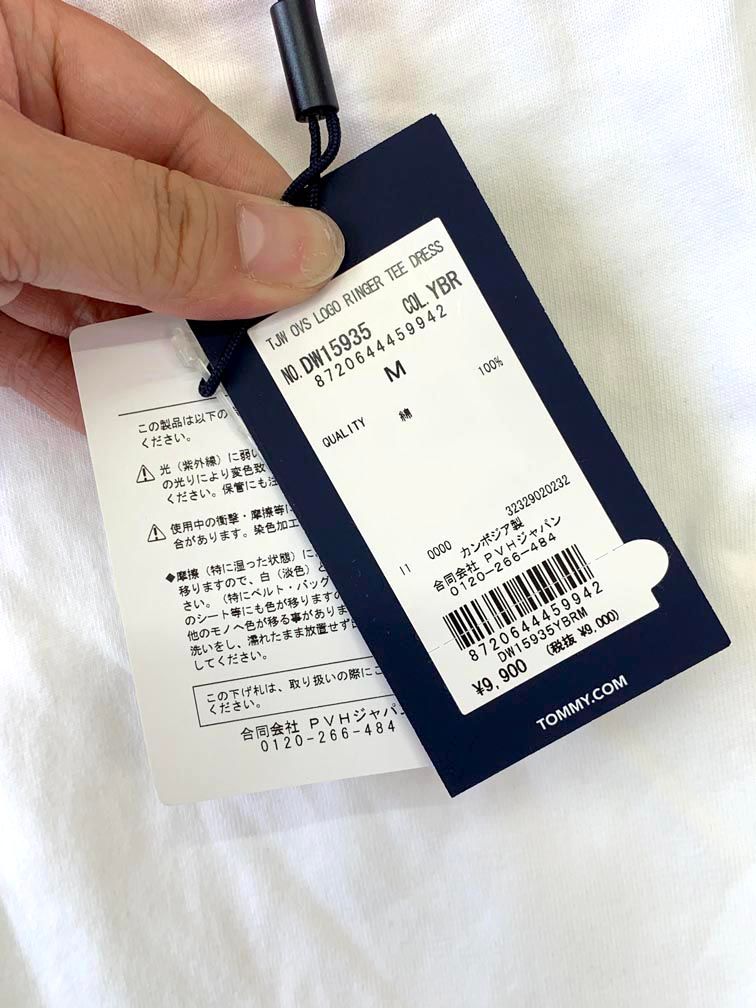 TJW OVS LOGO RINGER TEE DRESS
NO.DW15935 COL.YBR
8720644459942
M
QUALITY 綿 100%
32329020232
11 0000 カンボジア製
合同会社 PVHジャパン
0120-266-484
8720644459942
DW15935YBRM
¥9,900 (税抜 ¥9,000)
TOMMY.COM
この製品は以下の
ください。
光（紫外線）に弱い
の光りにより変色致
ください。保管にも注
使用中の衝撃・摩擦等に
合があります。染色加工
◆摩擦（特に湿った状態）に
移りますので、白（淡色）と
さい。（特にベルト・バッグ
のシート等にも色が移りますの
他のモノへ色が移る事がありま
洗いをし、濡れたまま放置せず
してください。
この下げ札は、取り扱いの際にこ
ください。
合同会社 PVHジャパ
0120-266-484